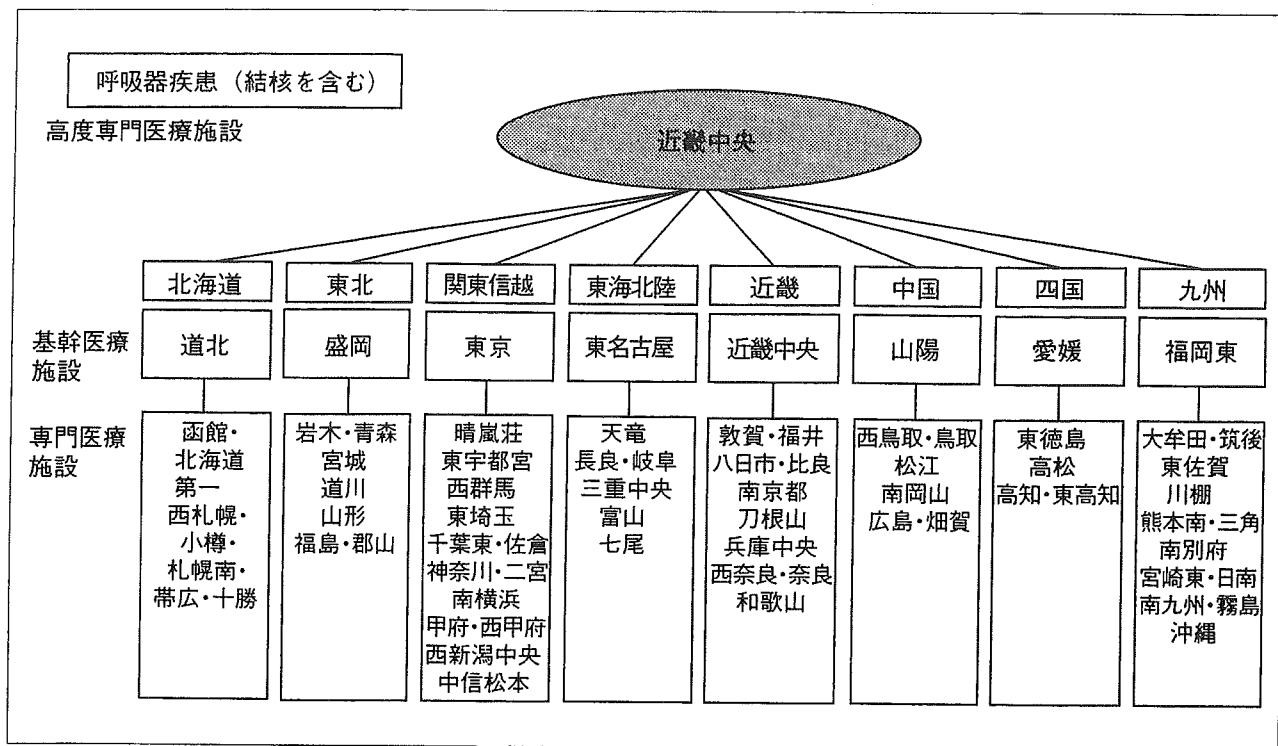 呼吸器疾患（結核を含む）
高度専門医療施設
近畿中央
北海道
東北
関東信越
東海北陸
近畿
中国
四国
九州
基幹医療
施設
道北
盛岡
東京
東名古屋
近畿中央
山陽
愛媛
福岡東
専門医療
施設
函館・
北海道
第一
西札幌・
小樽・
札幌南・
帯広・十勝
岩木・青森
宮城
道川
山形
福島・郡山
晴嵐荘
東宇都宮
西群馬
東埼玉
千葉東・佐倉
神奈川・二宮
南横浜
甲府・西甲府
西新潟中央
中信松本
天竜
長良・岐阜
三重中央
富山
七尾
敦賀・福井
八日市・比良
南京都
刀根山
兵庫中央
西奈良・奈良
和歌山
西鳥取・鳥取
松江
南岡山
広島・畑賀
東徳島
高松
高知・東高知
大牟田・筑後
東佐賀
川棚
熊本南・三角
南別府
宮崎東・日南
南九州・霧島
沖縄